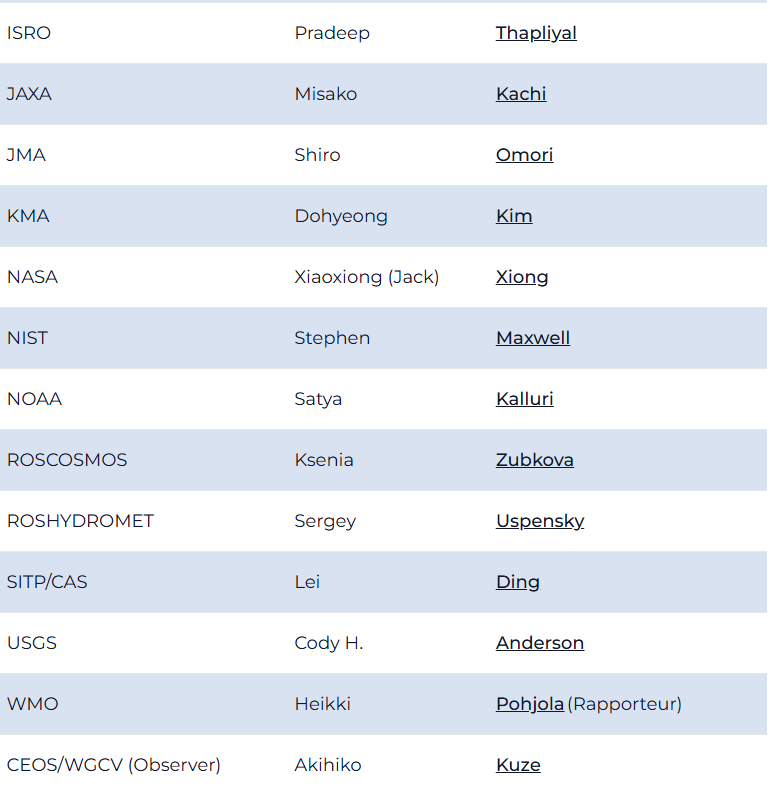 ISRO Pradeep Thapliyal
JAXA Misako Kachi
JMA Shiro Omori
KMA Dohyeong Kim
NASA Xiaoxiong (Jack) Xiong
NIST Stephen Maxwell
NOAA Satya Kalluri
ROSCOSMOS Ksenia Zubkova
ROSHYDROMET Sergey Uspensky
SITP/CAS Lei Ding
USGS Cody H. Anderson
WMO Heikki Pohjola (Rapporteur)
CEOS/WGCV (Observer) Akihiko Kuze